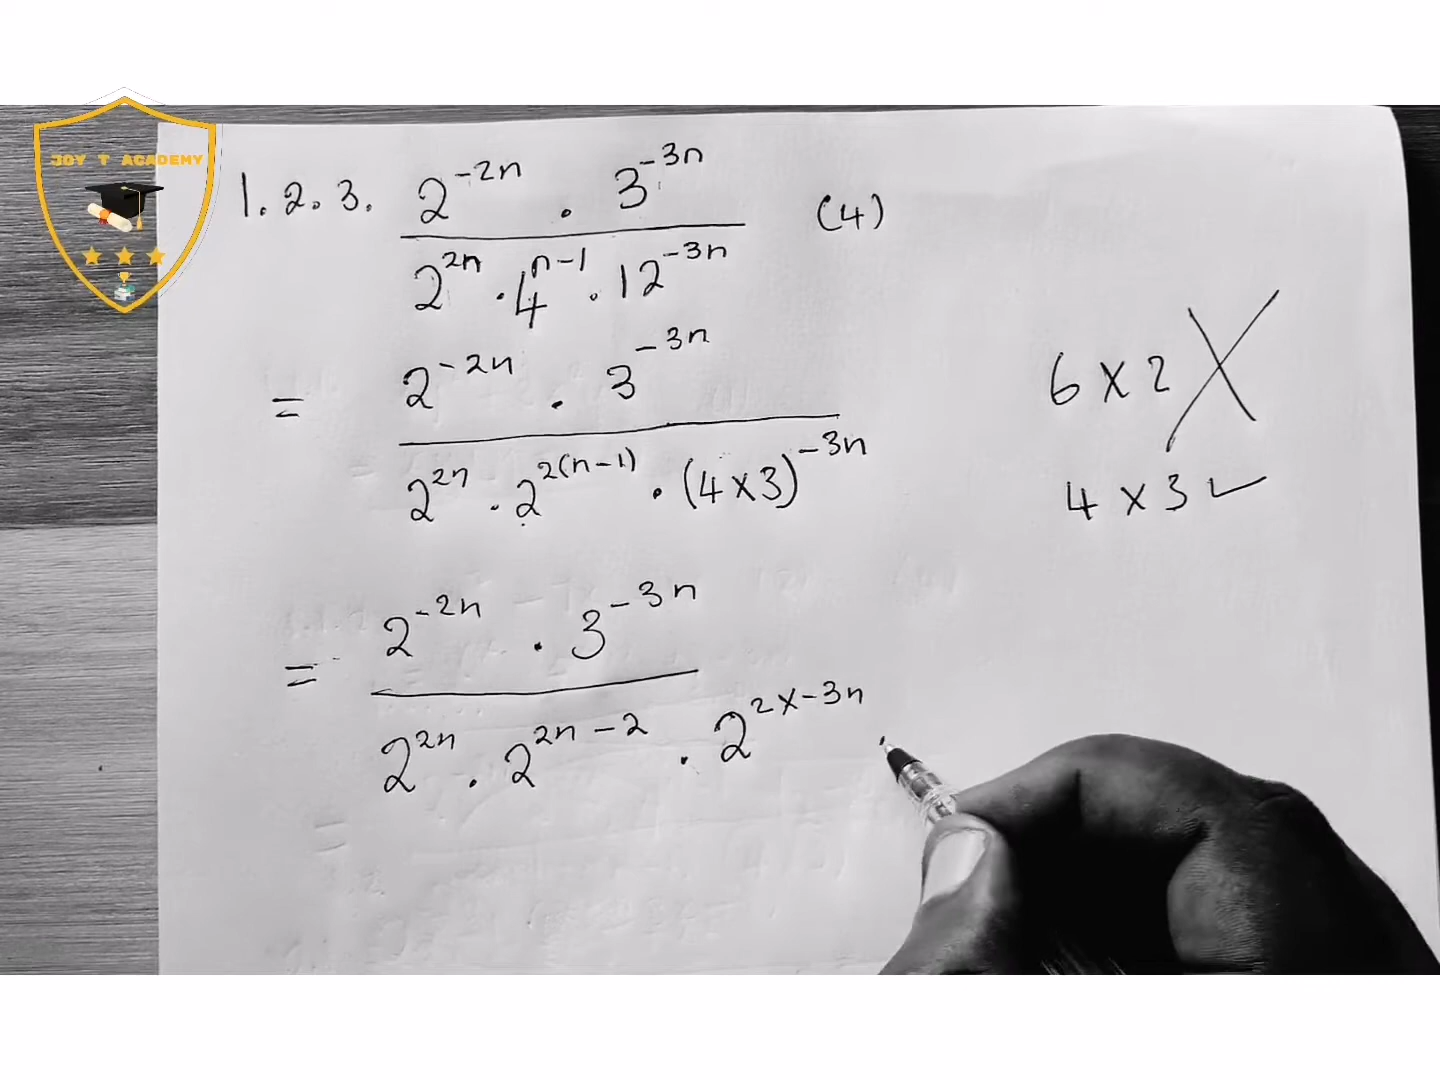 JOY T ACADEMY
1.2.3. 2^{-2n} . 3^{-3n} (4)
2^{2n} . 4^{n-1} . 12^{-3n}
= 2^{-2n} . 3^{-3n}
2^{2n} . 2^{2(n-1)} . (4×3)^{-3n}
6 × 2
4 × 3 ✓
= 2^{-2n} . 3^{-3n}
2^{2n} . 2^{2n-2} . 2^{2×-3n} .